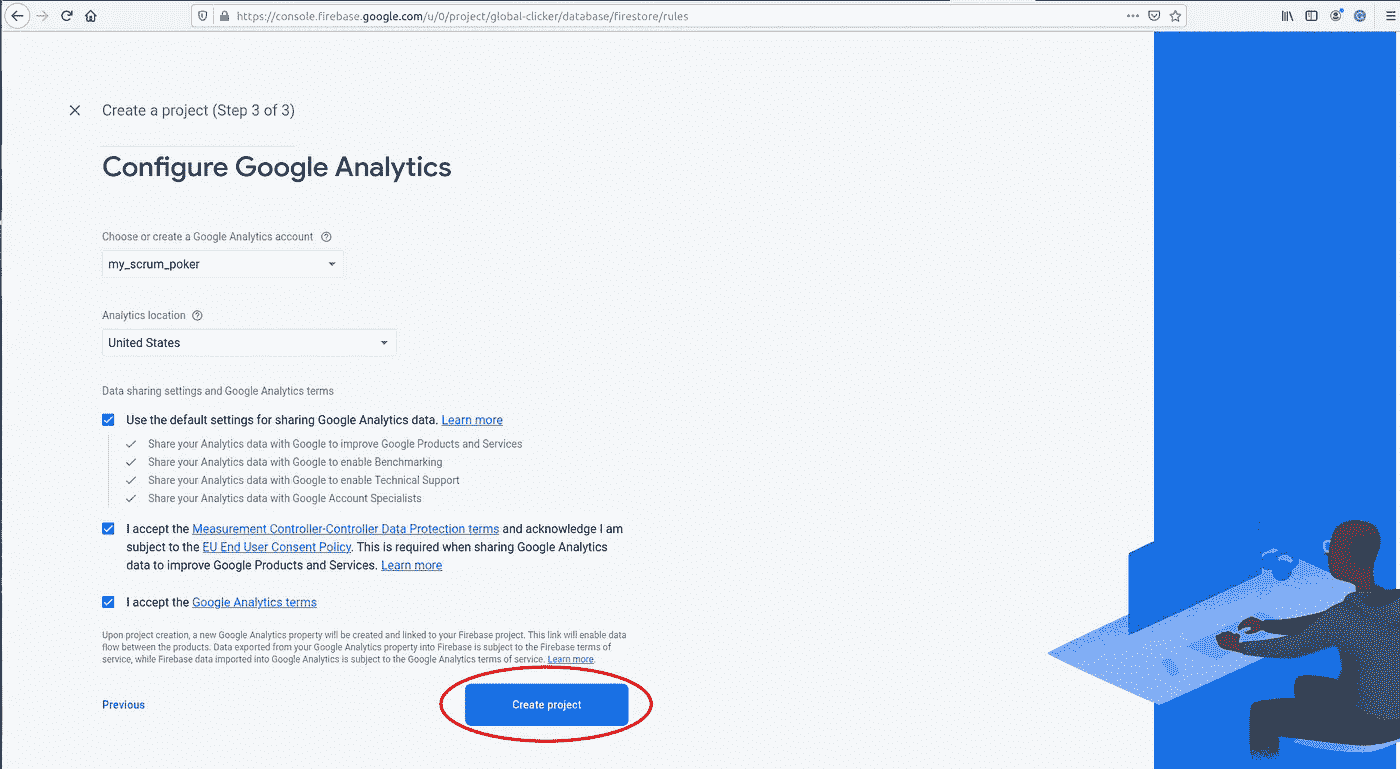 https://console.firebase.google.com/u/0/project/global-clicker/database/firestore/rules
Create a project (Step 3 of 3)
Configure Google Analytics
Choose or create a Google Analytics account
my_scrum_poker
Analytics location
United States
Data sharing settings and Google Analytics terms
Use the default settings for sharing Google Analytics data. Learn more
Share your Analytics data with Google to improve Google Products and Services
Share your Analytics data with Google to enable Benchmarking
Share your Analytics data with Google to enable Technical Support
Share your Analytics data with Google Account Specialists
I accept the Measurement Controller-Controller Data Protection terms and acknowledge I am
subject to the EU End User Consent Policy. This is required when sharing Google Analytics
data to improve Google Products and Services. Learn more
I accept the Google Analytics terms
Upon project creation, a new Google Analytics property will be created and linked to your Firebase project. This link will enable data
flow between the products. Data exported from your Google Analytics property into Firebase is subject to the Firebase terms of
service, while Firebase data imported into Google Analytics is subject to the Google Analytics terms of service. Learn more.
Previous
Create project